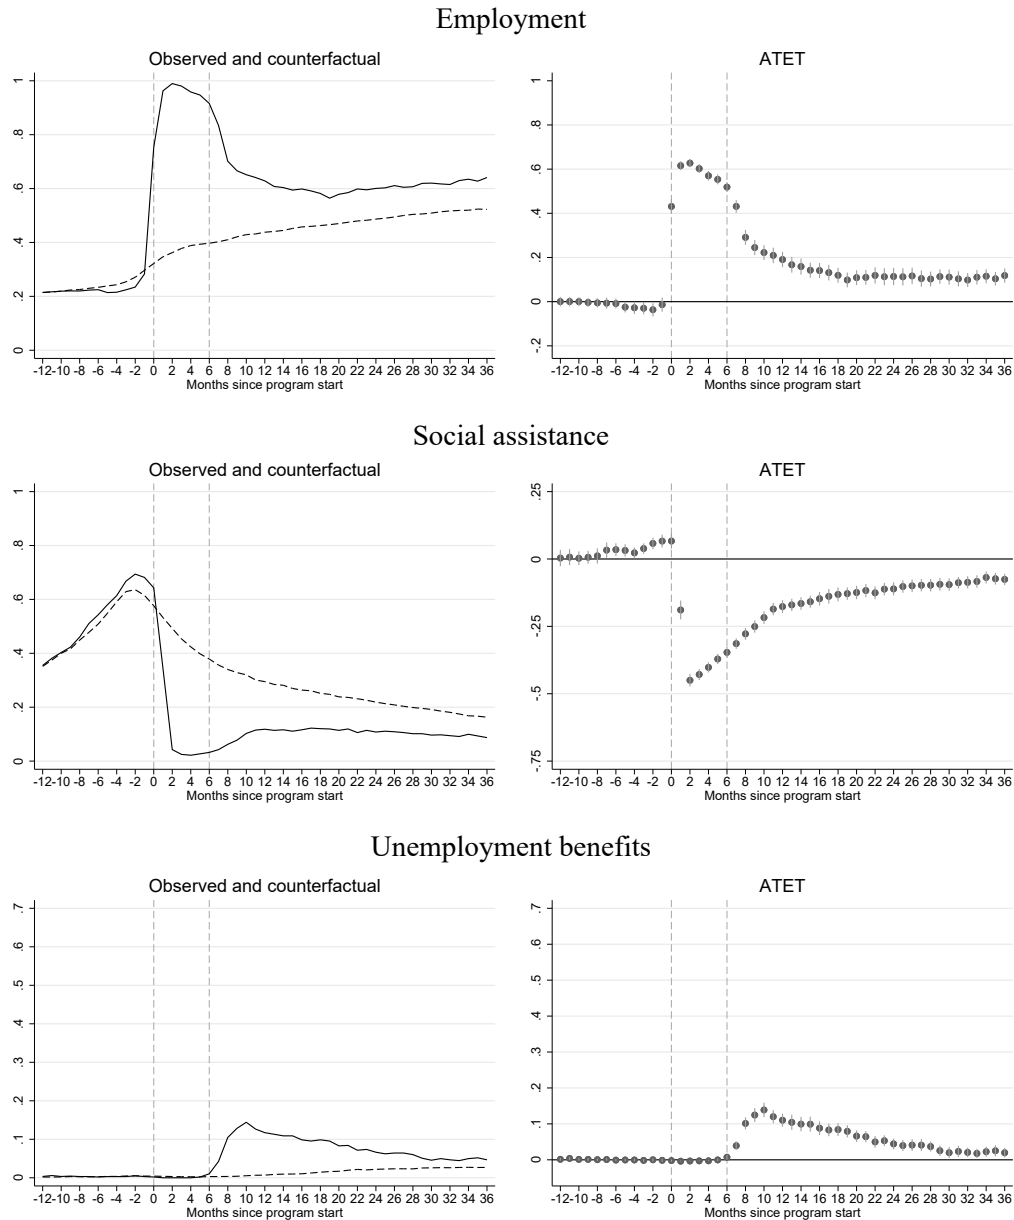 Employment
Observed and counterfactual
1
.8
.6
.4
.2
0
-12 -10 -8 -6 -4 -2 0 2 4 6 8 10 12 14 16 18 20 22 24 26 28 30 32 34 36
Months since program start
ATET
.8
.6
.4
.2
0
-.2
-12 -10 -8 -6 -4 -2 0 2 4 6 8 10 12 14 16 18 20 22 24 26 28 30 32 34 36
Months since program start
Social assistance
Observed and counterfactual
1
.8
.6
.4
.2
0
-12 -10 -8 -6 -4 -2 0 2 4 6 8 10 12 14 16 18 20 22 24 26 28 30 32 34 36
Months since program start
ATET
.25
0
-.25
-.5
-.75
-12 -10 -8 -6 -4 -2 0 2 4 6 8 10 12 14 16 18 20 22 24 26 28 30 32 34 36
Months since program start
Unemployment benefits
Observed and counterfactual
.7
.6
.5
.4
.3
.2
.1
0
-12 -10 -8 -6 -4 -2 0 2 4 6 8 10 12 14 16 18 20 22 24 26 28 30 32 34 36
Months since program start
ATET
.7
.6
.5
.4
.3
.2
.1
0
-12 -10 -8 -6 -4 -2 0 2 4 6 8 10 12 14 16 18 20 22 24 26 28 30 32 34 36
Months since program start